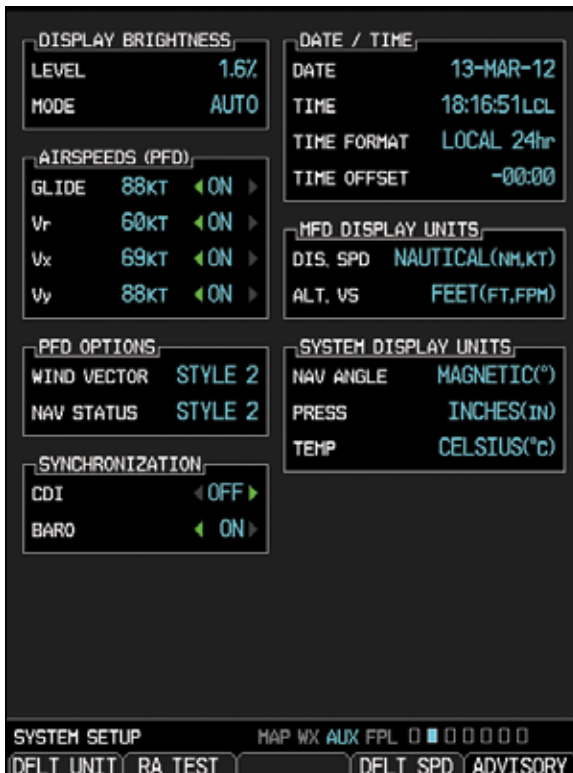 DISPLAY BRIGHTNESS
LEVEL 1.6%
MODE AUTO
AIRSPEEDS (PFD)
GLIDE 88KT ON
Vr 60KT ON
Vx 69KT ON
Vy 88KT ON
PFD OPTIONS
WIND VECTOR STYLE 2
NAV STATUS STYLE 2
SYNCHRONIZATION
CDI OFF
BARO ON
DATE / TIME
DATE 13-MAR-12
TIME 18:16:51LCL
TIME FORMAT LOCAL 24hr
TIME OFFSET -00:00
MFD DISPLAY UNITS
DIS, SPD NAUTICAL(NM,KT)
ALT, VS FEET(FT,FPM)
SYSTEM DISPLAY UNITS
NAV ANGLE MAGNETIC(°)
PRESS INCHES(IN)
TEMP CELSIUS(°C)
SYSTEM SETUP MAP WX AUX FPL
DFLT UNIT RA TEST DFLT SPD ADVISORY